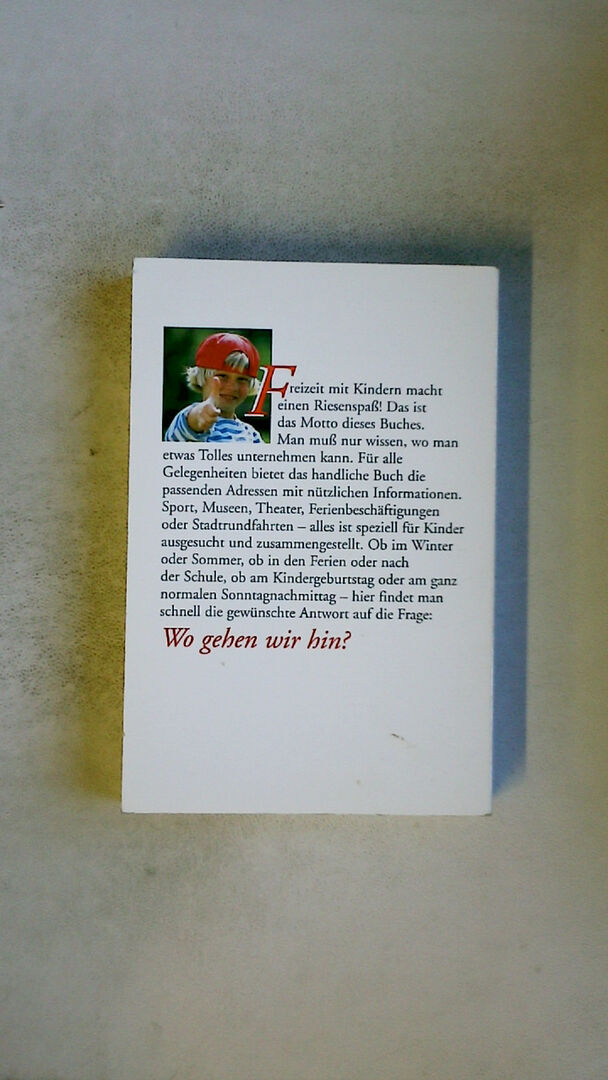 Freizeit mit Kindern macht
einen Riesenspaß! Das ist
das Motto dieses Buches.
Man muß nur wissen, wo man
etwas Tolles unternehmen kann. Für alle
Gelegenheiten bietet das handliche Buch die
passenden Adressen mit nützlichen Informationen.
Sport, Museen, Theater, Ferienbeschäftigungen
oder Stadtrundfahrten – alles ist speziell für Kinder
ausgesucht und zusammengestellt. Ob im Winter
oder Sommer, ob in den Ferien oder nach
der Schule, ob am Kindergeburtstag oder am ganz
normalen Sonntagnachmittag – hier findet man
schnell die gewünschte Antwort auf die Frage:
Wo gehen wir hin?